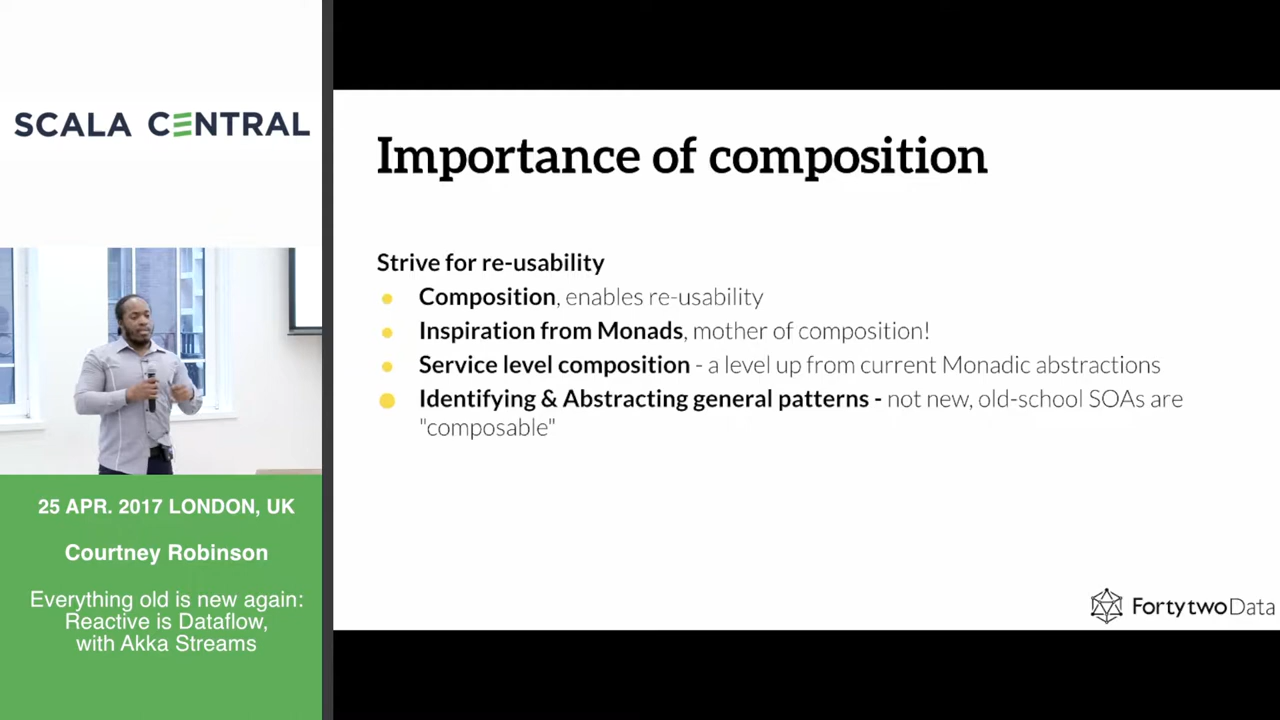 SCALA CENTRAL
25 APR. 2017 LONDON, UK
Courtney Robinson
Everything old is new again:
Reactive is Dataflow,
with Akka Streams
Importance of composition
Strive for re-usability
Composition, enables re-usability
Inspiration from Monads, mother of composition!
Service level composition - a level up from current Monadic abstractions
Identifying & Abstracting general patterns - not new, old-school SOAs are
"composable"
FortytwoData